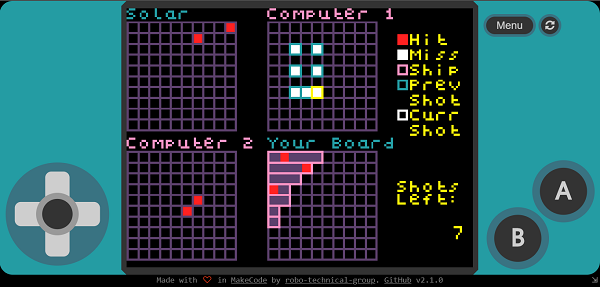 Solar
Computer 1
Hit
Miss
Ship
Prev
Shot
Curr
Shot
Computer 2
Your Board
Shots
Left:
7
Menu
A
B
Made with ♡ in MakeCode by robo-technical-group. GitHub v2.1.0